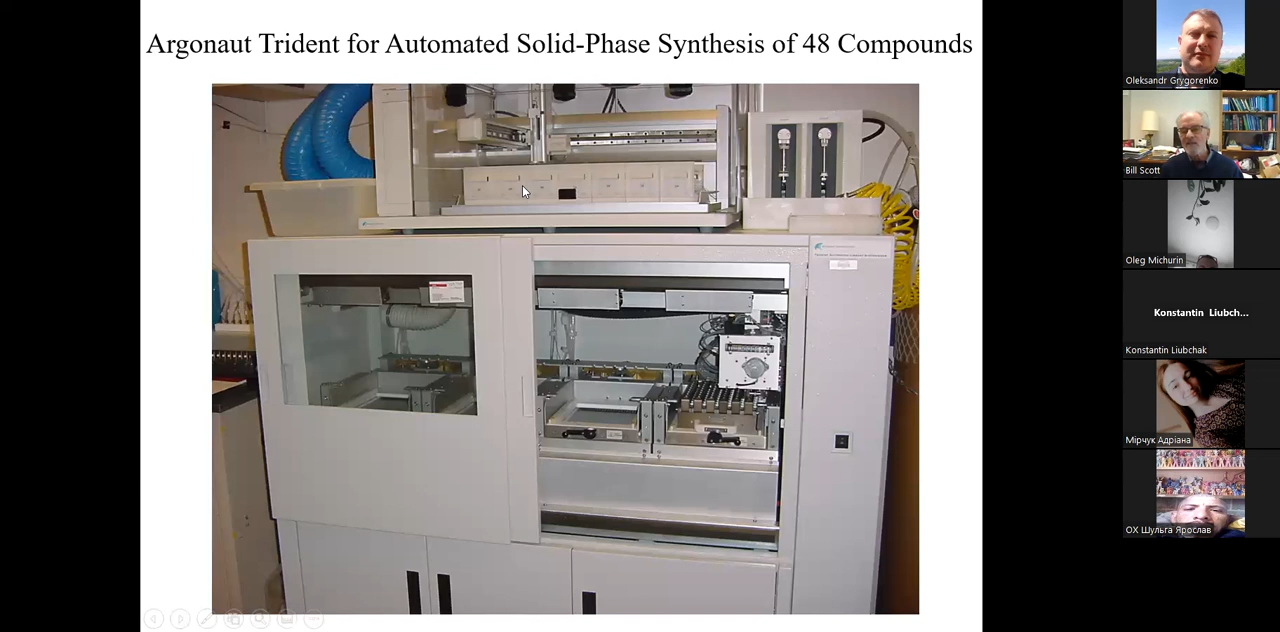 Argonaut Trident for Automated Solid-Phase Synthesis of 48 Compounds
Oleksandr Grygorenko
Bill Scott
Oleg Michurin
Konstantin Liubch...
Konstantin Liubchak
Мірчук Адріана
ОХ Шульга Ярослав